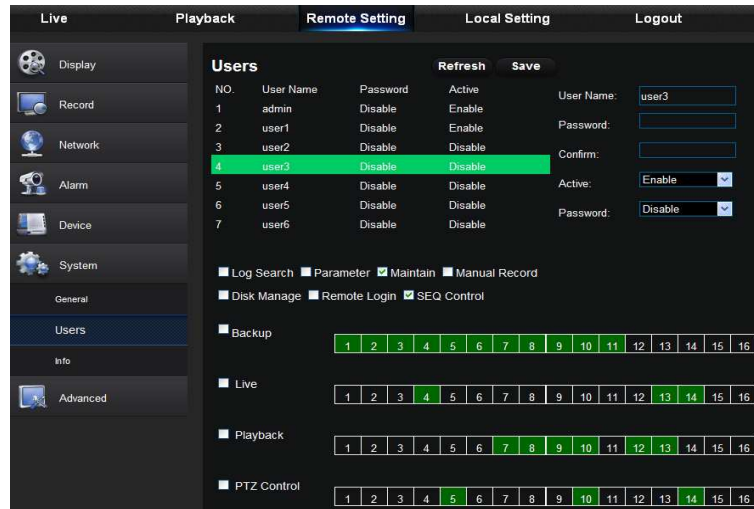 Live Playback Remote Setting Local Setting Logout
Display
Record
Network
Alarm
Device
System
General
Users
Info
Advanced
Users Refresh Save
NO. User Name Password Active
1 admin Disable Enable
2 user1 Disable Enable
3 user2 Disable Disable
4 user3 Disable Disable
5 user4 Disable Disable
6 user5 Disable Disable
7 user6 Disable Disable
User Name: user3
Password:
Confirm:
Active: Enable
Password: Disable
Log Search Parameter Maintain Manual Record
Disk Manage Remote Login SEQ Control
Backup 1 2 3 4 5 6 7 8 9 10 11 12 13 14 15 16
Live 1 2 3 4 5 6 7 8 9 10 11 12 13 14 15 16
Playback 1 2 3 4 5 6 7 8 9 10 11 12 13 14 15 16
PTZ Control 1 2 3 4 5 6 7 8 9 10 11 12 13 14 15 16